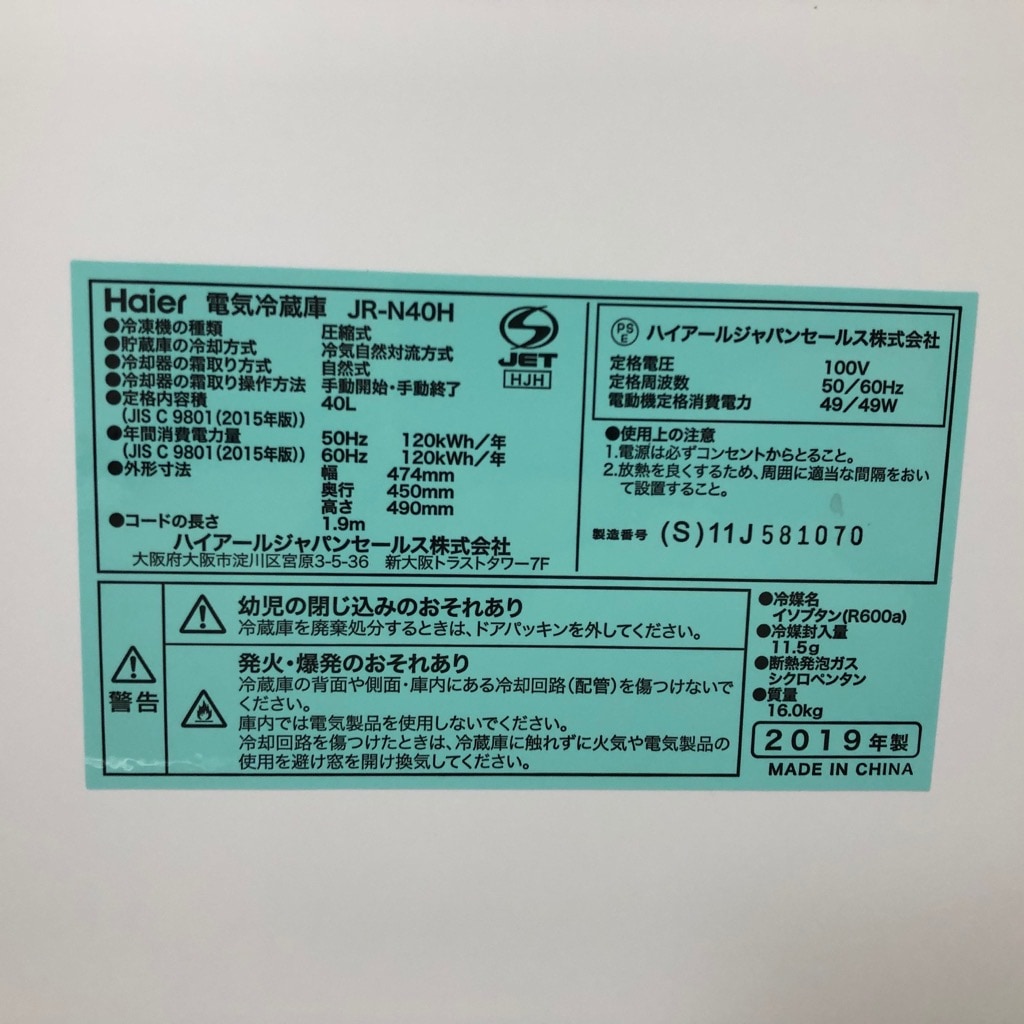 Haier 電気冷蔵庫 JR-N40H
●冷凍機の種類 圧縮式
●貯蔵庫の冷却方式 冷気自然対流方式
●冷却器の霜取り方式 自然式
●冷却器の霜取り操作方法 手動開始・手動終了
●定格内容積 40L
(JIS C 9801(2015年版))
●年間消費電力量 50Hz 120kWh/年
(JIS C 9801(2015年版)) 60Hz 120kWh/年
●外形寸法 幅 474mm
奥行 450mm
高さ 490mm
●コードの長さ 1.9m
ハイアールジャパンセールス株式会社
大阪府大阪市淀川区宮原3-5-36 新大阪トラストタワー7F
JET
HJH
PS
E
ハイアールジャパンセールス株式会社
定格電圧 100V
定格周波数 50/60Hz
電動機定格消費電力 49/49W
●使用上の注意
1.電源は必ずコンセントからとること。
2.放熱を良くするため、周囲に適当な間隔をおい
て設置すること。
製造番号 (S)11J581070
警告
幼児の閉じ込みのおそれあり
冷蔵庫を廃棄処分するときは、ドアパッキンを外してください。
発火・爆発のおそれあり
冷蔵庫の背面や側面・庫内にある冷却回路(配管)を傷つけないで
ください。
庫内では電気製品を使用しないでください。
冷却回路を傷つけたときは、冷蔵庫に触れずに火気や電気製品の
使用を避け窓を開け換気してください。
●冷媒名
イソブタン(R600a)
●冷媒封入量
11.5g
●断熱発泡ガス
シクロペンタン
●質量
16.0kg
2019年製
MADE IN CHINA